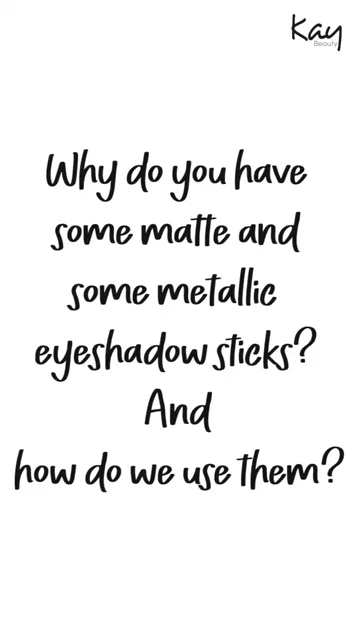 Kay
Beauty
Why do you have
some matte and
some metallic
eyeshadow sticks?
And
how do we use them?